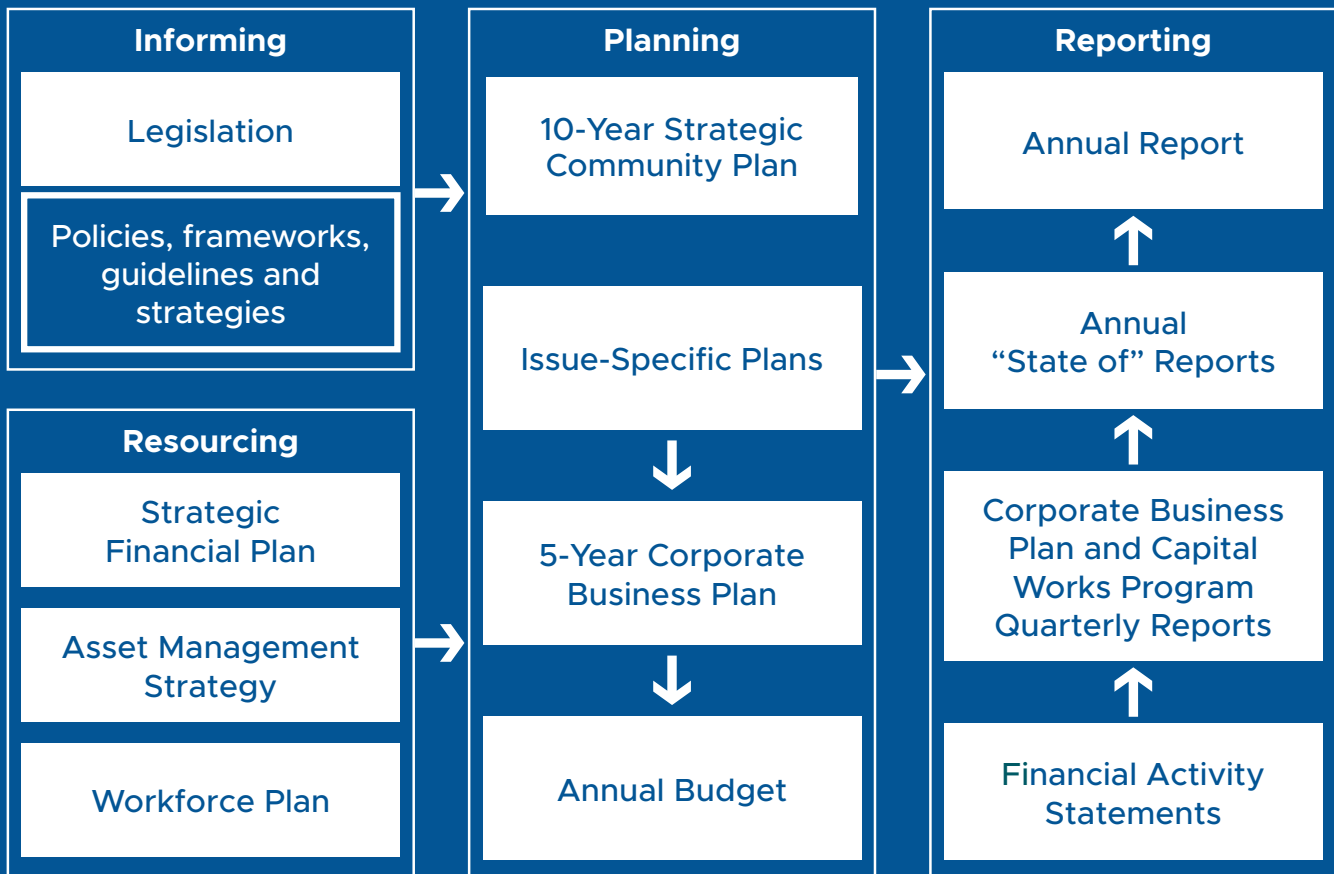 Informing
Legislation
Policies, frameworks,
guidelines and
strategies
Resourcing
Strategic
Financial Plan
Asset Management
Strategy
Workforce Plan
Planning
10-Year Strategic
Community Plan
Issue-Specific Plans
5-Year Corporate
Business Plan
Annual Budget
Reporting
Annual Report
Annual
“State of” Reports
Corporate Business
Plan and Capital
Works Program
Quarterly Reports
Financial Activity
Statements